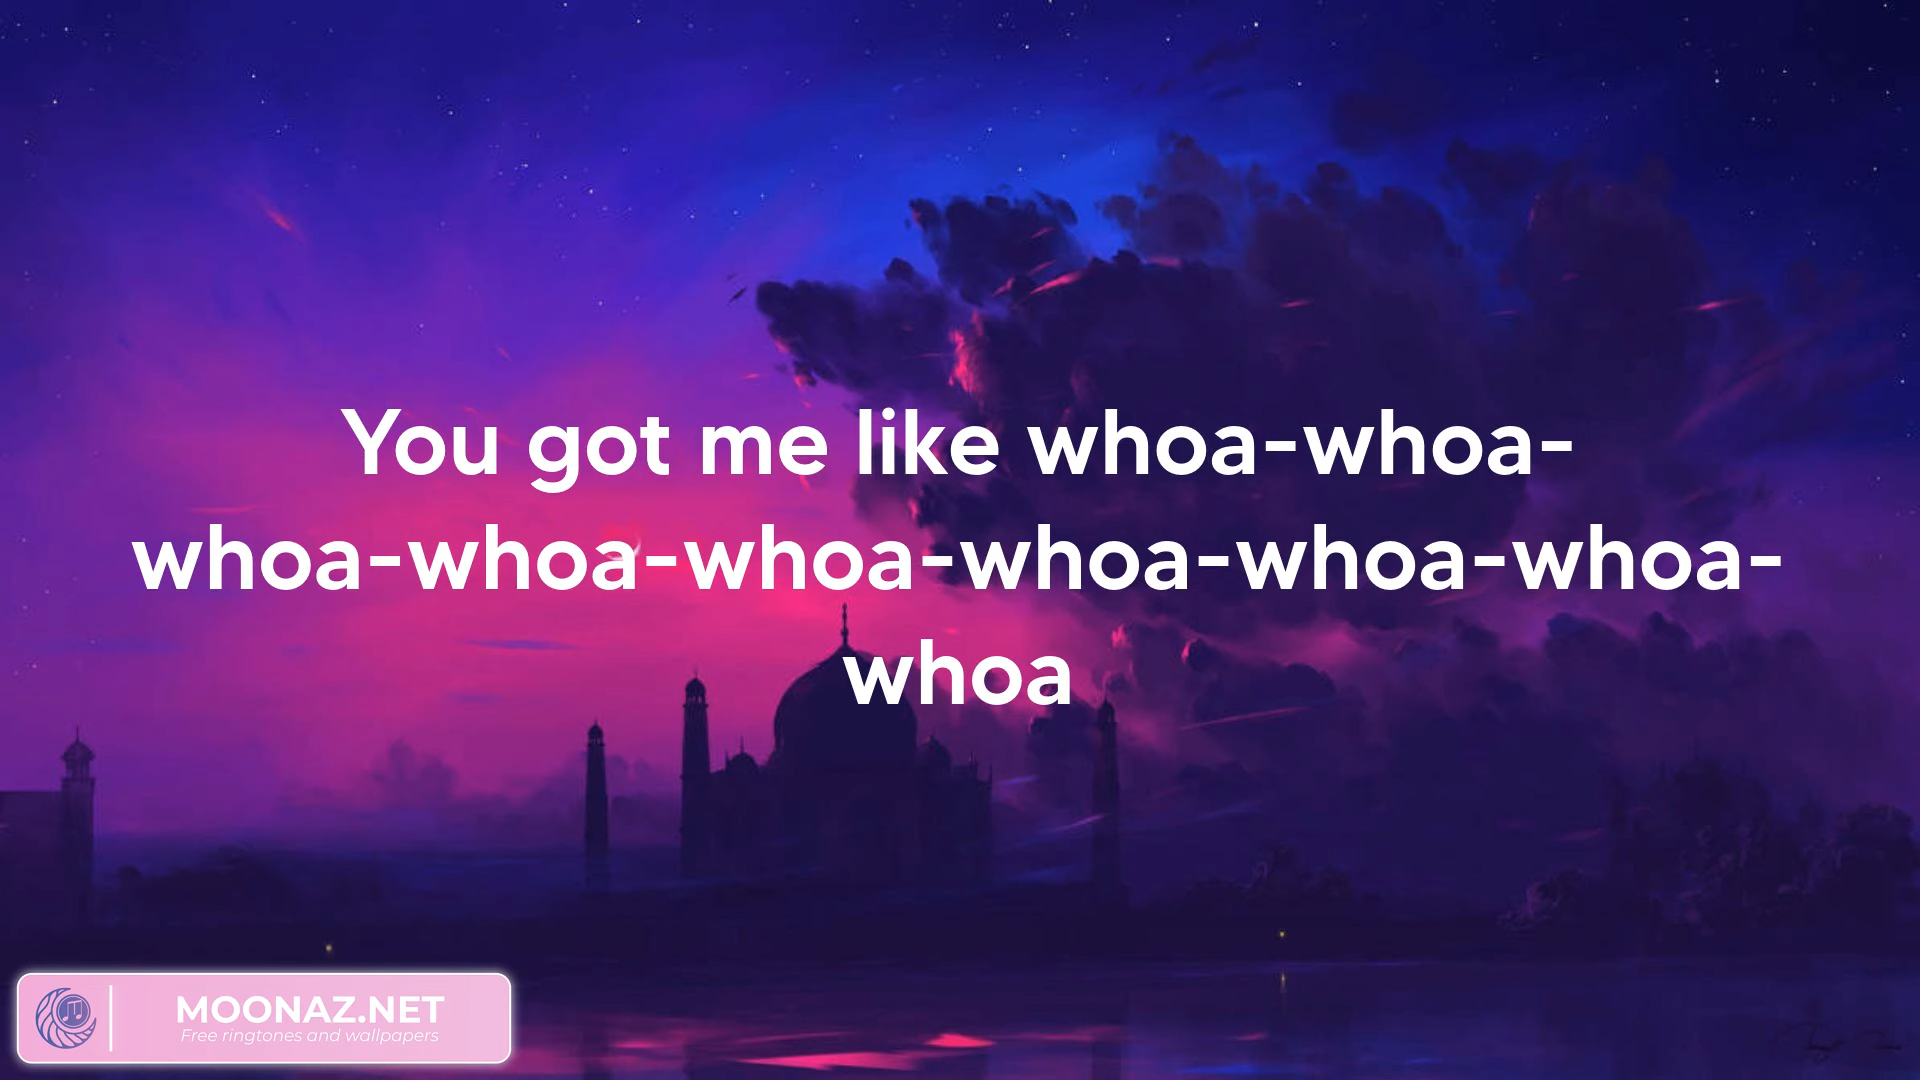 You got me like whoa-whoa-
whoa-whoa-whoa-whoa-whoa-whoa-
whoa
MOONAZ.NET
Free ringtones and wallpapers